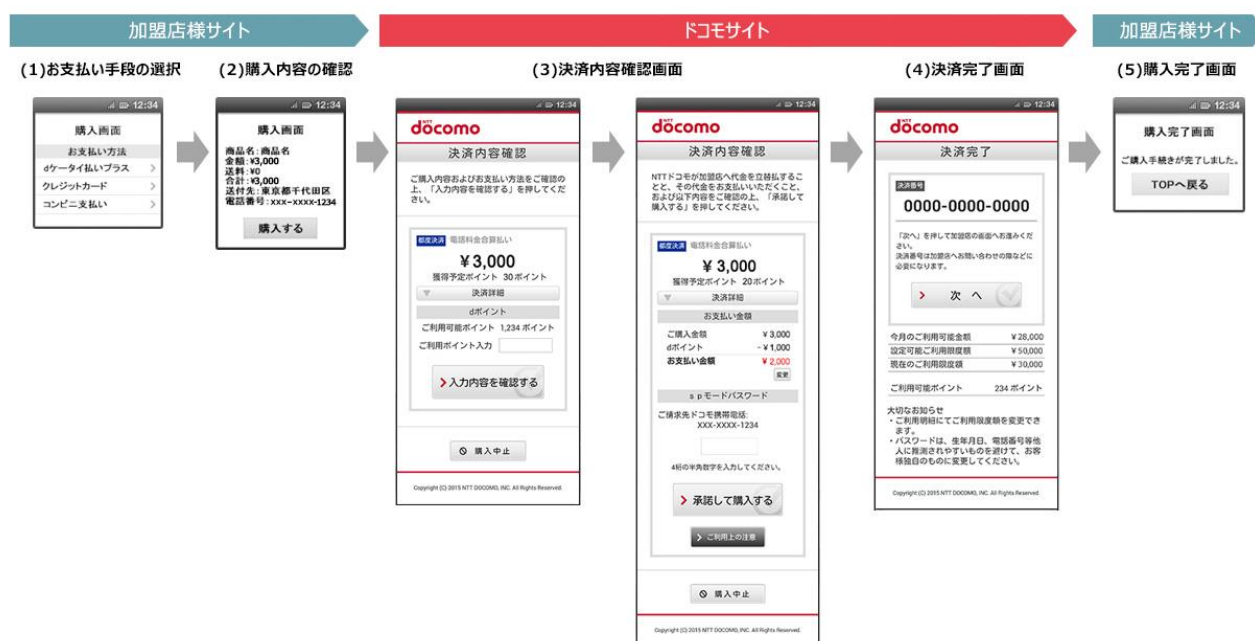 加盟店様サイト
ドコモサイト
加盟店様サイト
(1)お支払い手段の選択
(2)購入内容の確認
(3)決済内容確認画面
(4)決済完了画面
(5)購入完了画面
12:34
購入画面
お支払い方法
dケータイ払いプラス
クレジットカード
コンビニ支払い
12:34
購入画面
商品名:商品名
金額:¥3,000
送料:¥0
合計:¥3,000
送付先:東京都千代田区
電話番号:xxx-xxxx-1234
購入する
12:34
NTT
döcomo
決済内容確認
ご購入内容およびお支払い方法をご確認の
上、「入力内容を確認する」を押してくだ
さい。
都度決済 電話料金合算払い
¥3,000
獲得予定ポイント 30ポイント
決済詳細
dポイント
ご利用可能ポイント 1,234 ポイント
ご利用ポイント入力
入力内容を確認する
購入中止
Copyright (C) 2015 NTT DOCOMO, INC. All Rights Reserved.
12:34
NTT
döcomo
決済内容確認
NTTドコモが加盟店へ代金を立替払するこ
とと、その代金をお支払いいただくこと、
および以下内容をご確認の上、「承諾して
購入する」を押してください。
都度決済 電話料金合算払い
¥3,000
獲得予定ポイント 20ポイント
決済詳細
お支払い金額
ご購入金額 ¥3,000
dポイント - ¥1,000
お支払い金額 ¥2,000
変更
spモードパスワード
ご請求先ドコモ携帯電話:
XXX-XXXX-1234
4桁の半角数字を入力してください。
承諾して購入する
ご利用上の注意
購入中止
Copyright (C) 2015 NTT DOCOMO, INC. All Rights Reserved.
12:34
NTT
döcomo
決済完了
決済番号
0000-0000-0000
「次へ」を押して加盟店の画面へお進みくだ
さい。
決済番号は加盟店へお問い合わせの際などに
必要になります。
次 へ
今月のご利用可能金額 ¥28,000
設定可能ご利用限度額 ¥50,000
現在のご利用限度額 ¥30,000
ご利用可能ポイント 234 ポイント
大切なお知らせ
・ご利用明細にてご利用限度額を変更でき
ます。
・パスワードは、生年月日、電話番号等他
人に推測されやすいものを避けて、お客
様独自のものに変更してください。
Copyright (C) 2015 NTT DOCOMO, INC. All Rights Reserved.
12:34
購入完了画面
ご購入手続きが完了しました。
TOPへ戻る